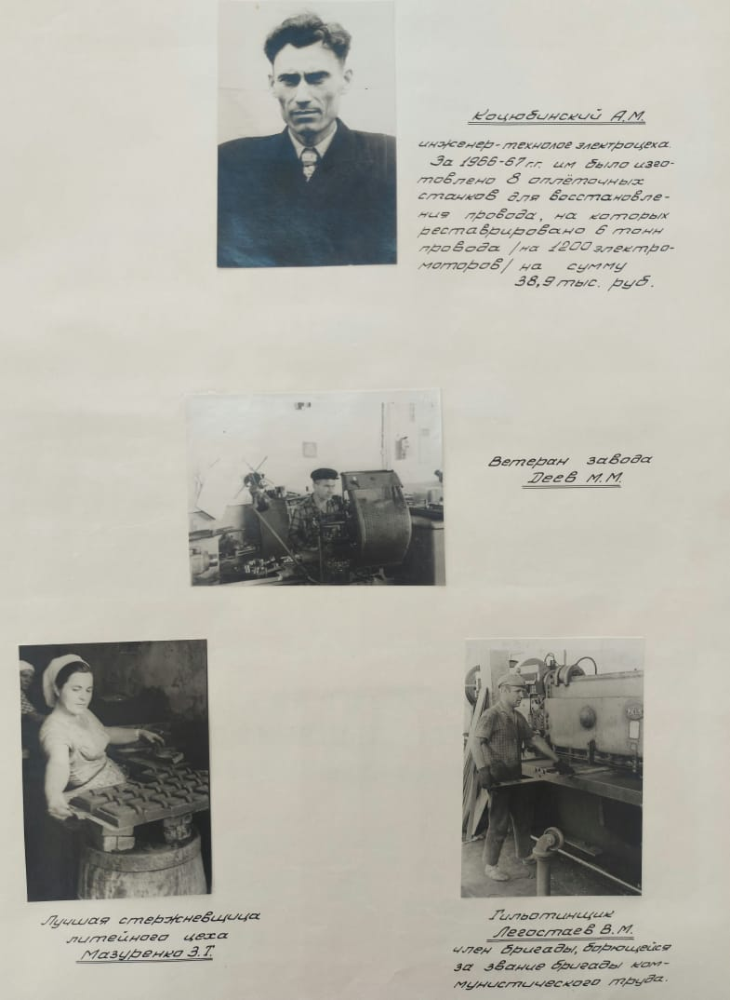 Коцюбинский А.М.
инженер-технолог электроцеха.
За 1966-67 г.г. им было изго-
товлено 8 оплёточных
станков для восстановле-
ния провода, на которых
реставрировано 6 тонн
провода /на 1200 электро-
моторов/ на сумму
38,9 тыс. руб.
Ветеран завода
Деев М.М.
Лучшая стержневщица
литейного цеха
Мазуренко З.Т.
Гильотинщик
Легостаев В.М.
член бригады, борющейся
за звание бригады ком-
мунистического труда.